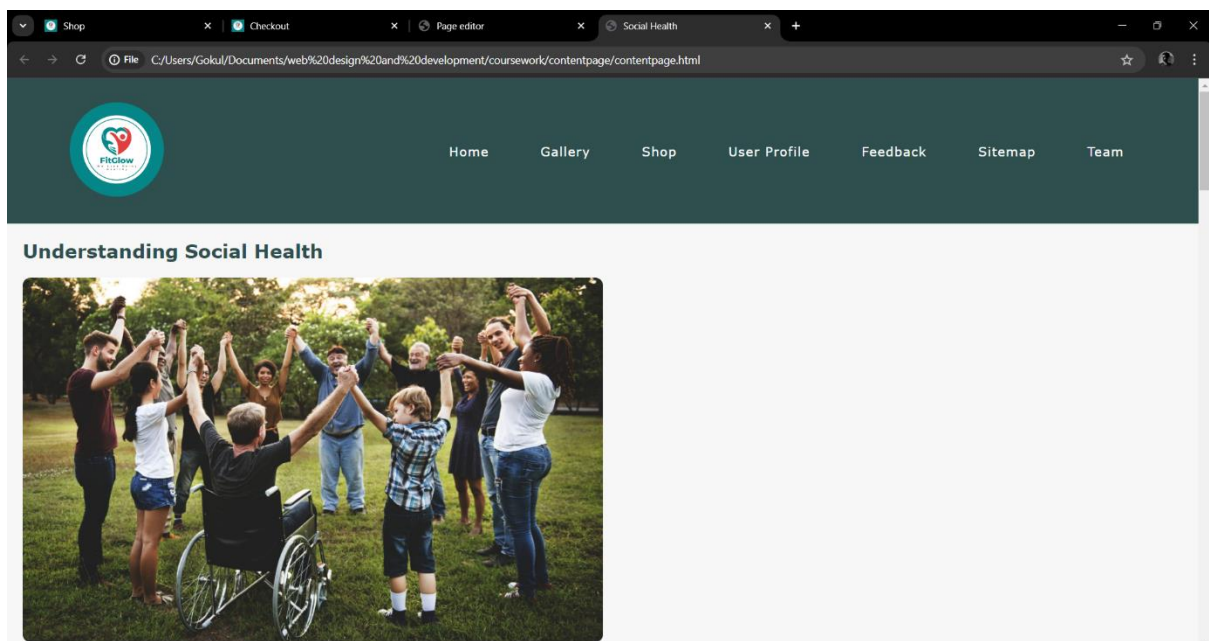 Shop
Checkout
Page editor
Social Health
File C:/Users/Gokul/Documents/web%20design%20and%20development/coursework/contentpage/contentpage.html
FitGlow
Home Gallery Shop User Profile Feedback Sitemap Team
Understanding Social Health